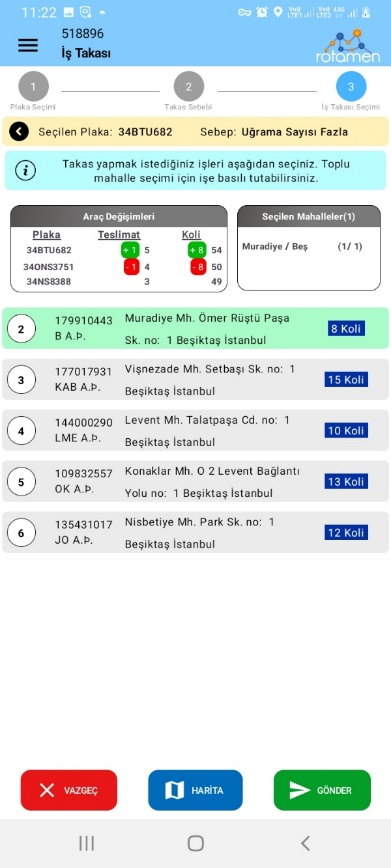 11:22
518896
İş Takası
rotamen
1
2
3
Plaka Seçimi
Takas Sebebi
İş Takası Seçimi
Seçilen Plaka: 34BTU682 Sebep: Uğrama Sayısı Fazla
Takas yapmak istediğiniz işleri aşağıdan seçiniz. Toplu
mahalle seçimi için işe basılı tutabilirsiniz.
Araç Değişimleri
Plaka Teslimat Koli
34BTU682 + 1 5 + 8 54
34ONS3751 - 1 4 - 8 50
34NS8388 3 49
Seçilen Mahalleler(1)
Muradiye / Beş (1/ 1)
2
179910443
B A.Þ.
Muradiye Mh. Ömer Rüştü Paşa
Sk. no: 1 Beşiktaş İstanbul
8 Koli
3
177017931
KAB A.Þ.
Vişnezade Mh. Setbaşı Sk. no: 1
Beşiktaş İstanbul
15 Koli
4
144000290
LME A.Þ.
Levent Mh. Talatpaşa Cd. no: 1
Beşiktaş İstanbul
10 Koli
5
109832557
OK A.Þ.
Konaklar Mh. O 2 Levent Bağlantı
Yolu no: 1 Beşiktaş İstanbul
13 Koli
6
135431017
JO A.Þ.
Nisbetiye Mh. Park Sk. no: 1
Beşiktaş İstanbul
12 Koli
VAZGEÇ
HARİTA
GÖNDER